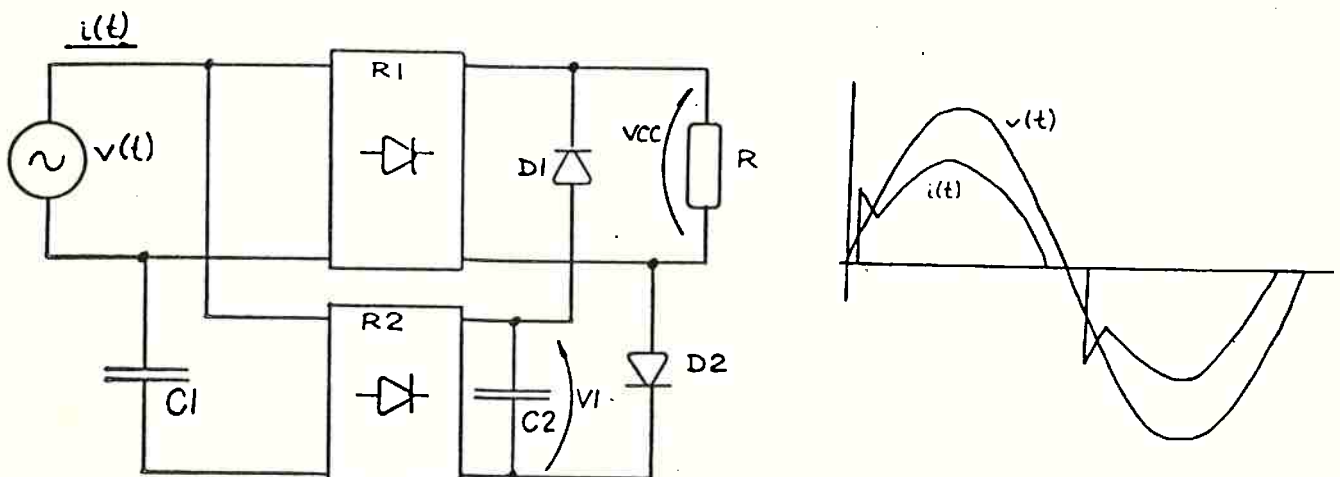 i(t)
R1
v(t)
D1
VCC
R
R2
C1
C2
V1
D2
v(t)
i(t)